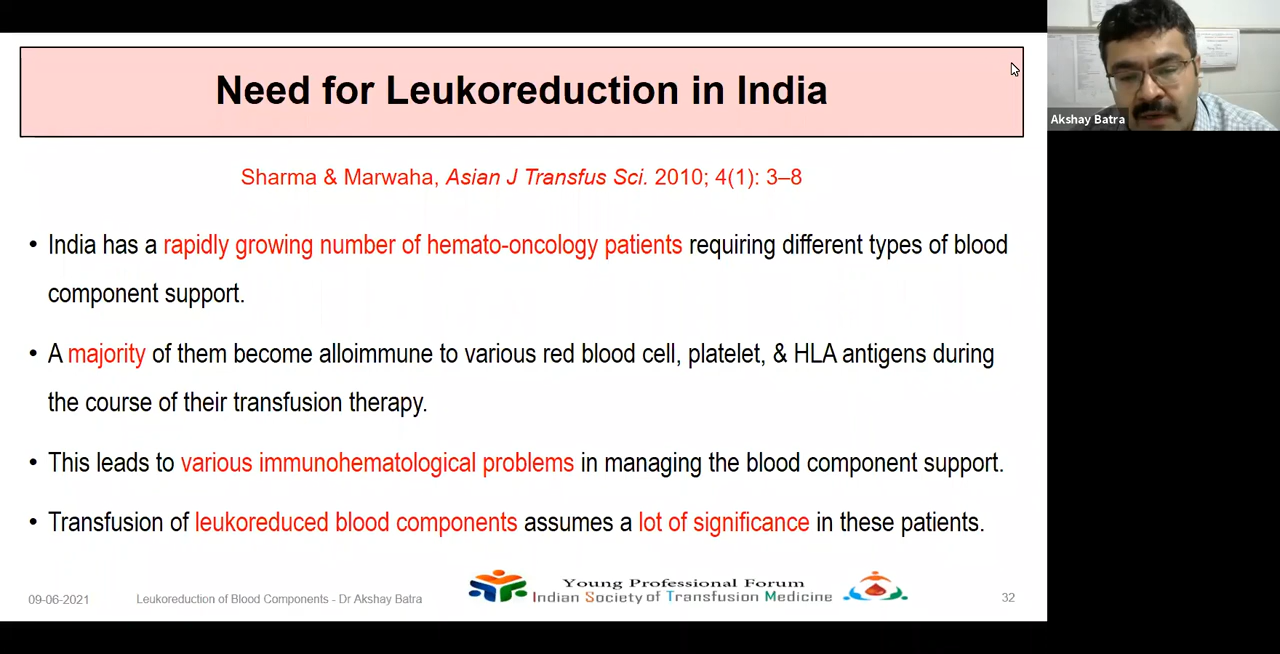 Need for Leukoreduction in India
Akshay Batra
Sharma & Marwaha, Asian J Transfus Sci. 2010; 4(1): 3–8
• India has a rapidly growing number of hemato-oncology patients requiring different types of blood
component support.
• A majority of them become alloimmune to various red blood cell, platelet, & HLA antigens during
the course of their transfusion therapy.
• This leads to various immunohematological problems in managing the blood component support.
• Transfusion of leukoreduced blood components assumes a lot of significance in these patients.
09-06-2021
Leukoreduction of Blood Components - Dr Akshay Batra
Young Professional Forum
Indian Society of Transfusion Medicine
32